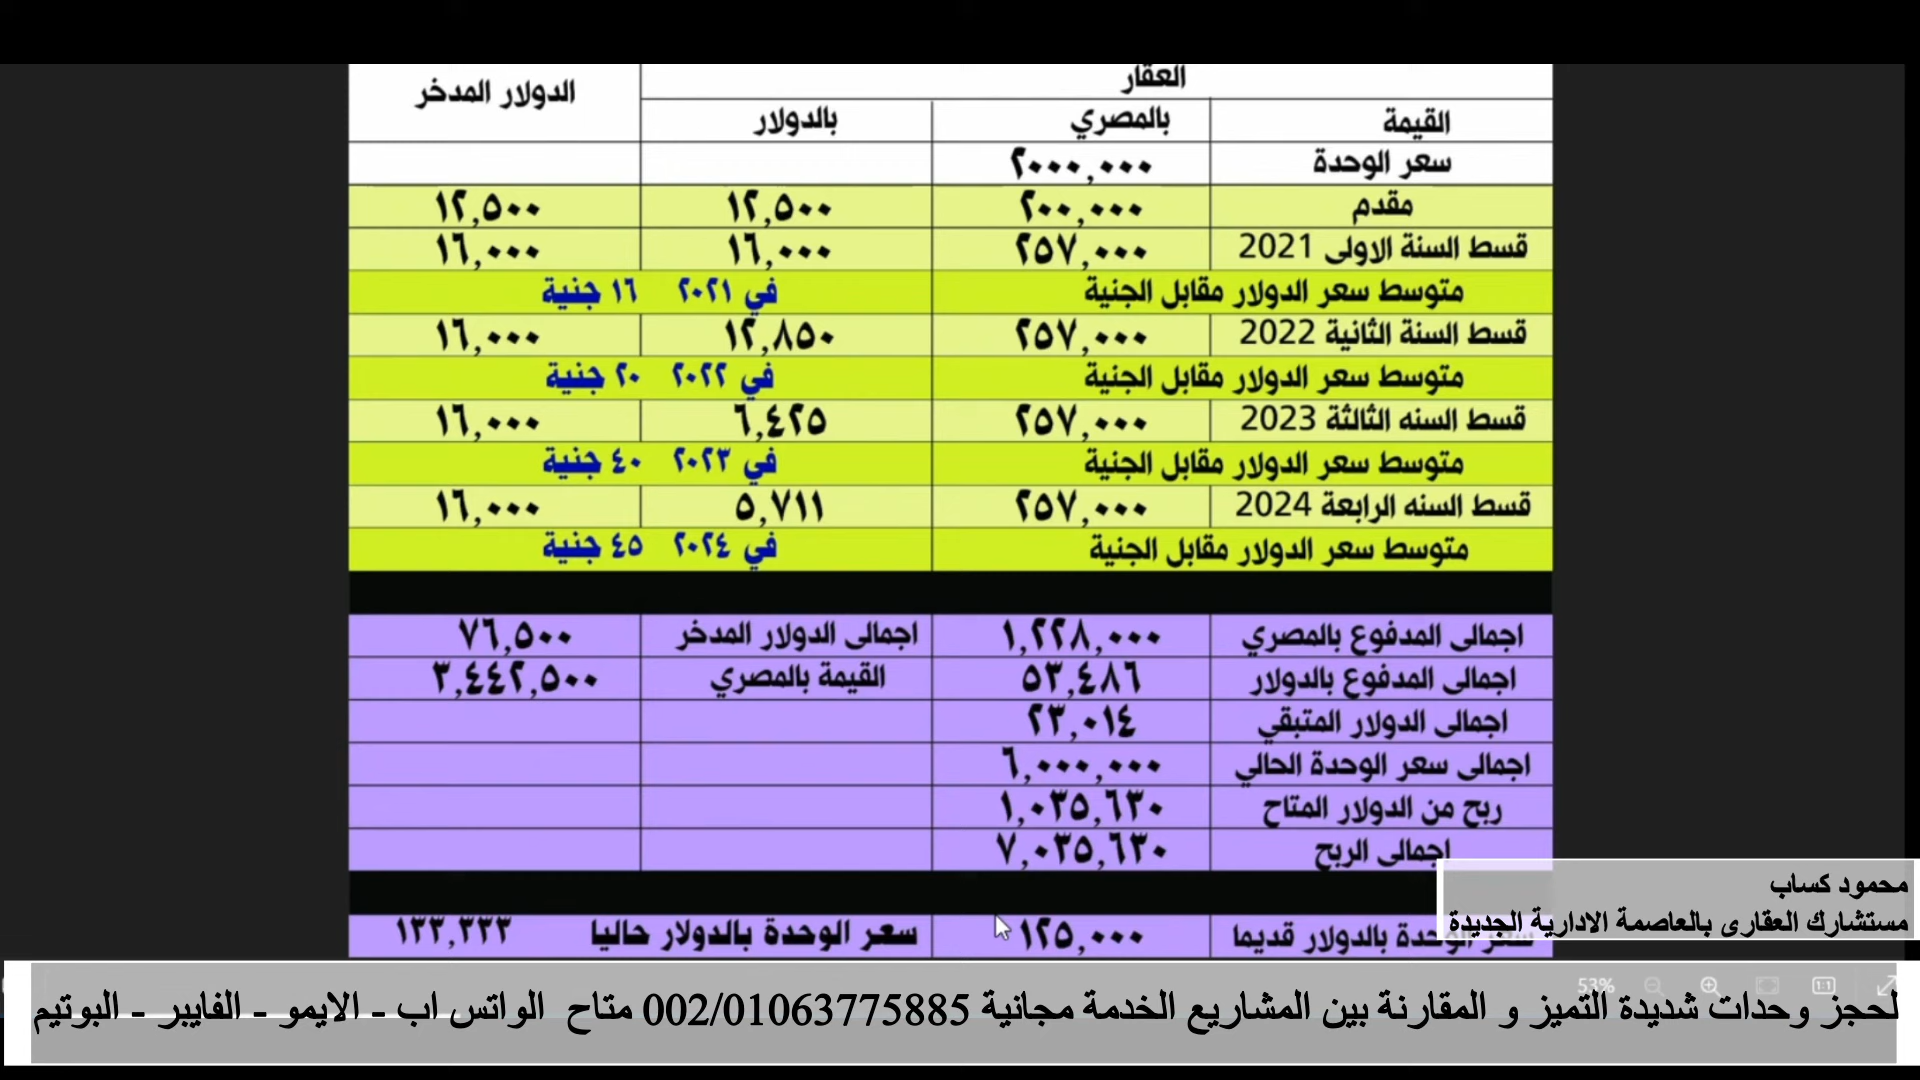 العقار
الدولار المدخر
القيمة بالمصري بالدولار
سعر الوحدة ٢٠٠٠,٠٠٠
مقدم ٢٠٠,٠٠٠ ١٢,٥٠٠ ١٢,٥٠٠
قسط السنة الاولى 2021 ٢٥٧,٠٠٠ ١٦,٠٠٠ ١٦,٠٠٠
متوسط سعر الدولار مقابل الجنية في ٢٠٢١ ١٦ جنية
قسط السنة الثانية 2022 ٢٥٧,٠٠٠ ١٢,٨٥٠ ١٦,٠٠٠
متوسط سعر الدولار مقابل الجنية في ٢٠٢٢ ٢٠ جنية
قسط السنه الثالثة 2023 ٢٥٧,٠٠٠ ٦,٤٢٥ ١٦,٠٠٠
متوسط سعر الدولار مقابل الجنية في ٢٠٢٣ ٤٠ جنية
قسط السنه الرابعة 2024 ٢٥٧,٠٠٠ ٥,٧١١ ١٦,٠٠٠
متوسط سعر الدولار مقابل الجنية في ٢٠٢٤ ٤٥ جنية
اجمالى المدفوع بالمصري ١,٢٢٨,٠٠٠ اجمالى الدولار المدخر ٧٦,٥٠٠
اجمالى المدفوع بالدولار ٥٣,٤٨٦ القيمة بالمصري ٣,٤٤٢,٥٠٠
اجمالى الدولار المتبقي ٢٣,٠١٤
اجمالى سعر الوحدة الحالي ٦,٠٠٠,٠٠٠
ربح من الدولار المتاح ١,٠٣٥,٦٣٠
اجمالى الربح ٧,٠٣٥,٦٣٠
محمود كساب
مستشارك العقارى بالعاصمة الادارية الجديدة
بالدولار قديما ١٢٥,٠٠٠ سعر الوحدة بالدولار حاليا ١٣٣,٣٣٣
53%
لحجز وحدات شديدة التميز و المقارنة بين المشاريع الخدمة مجانية 002/01063775885 متاح الواتس اب - الايمو - الفايبر - البوتيم